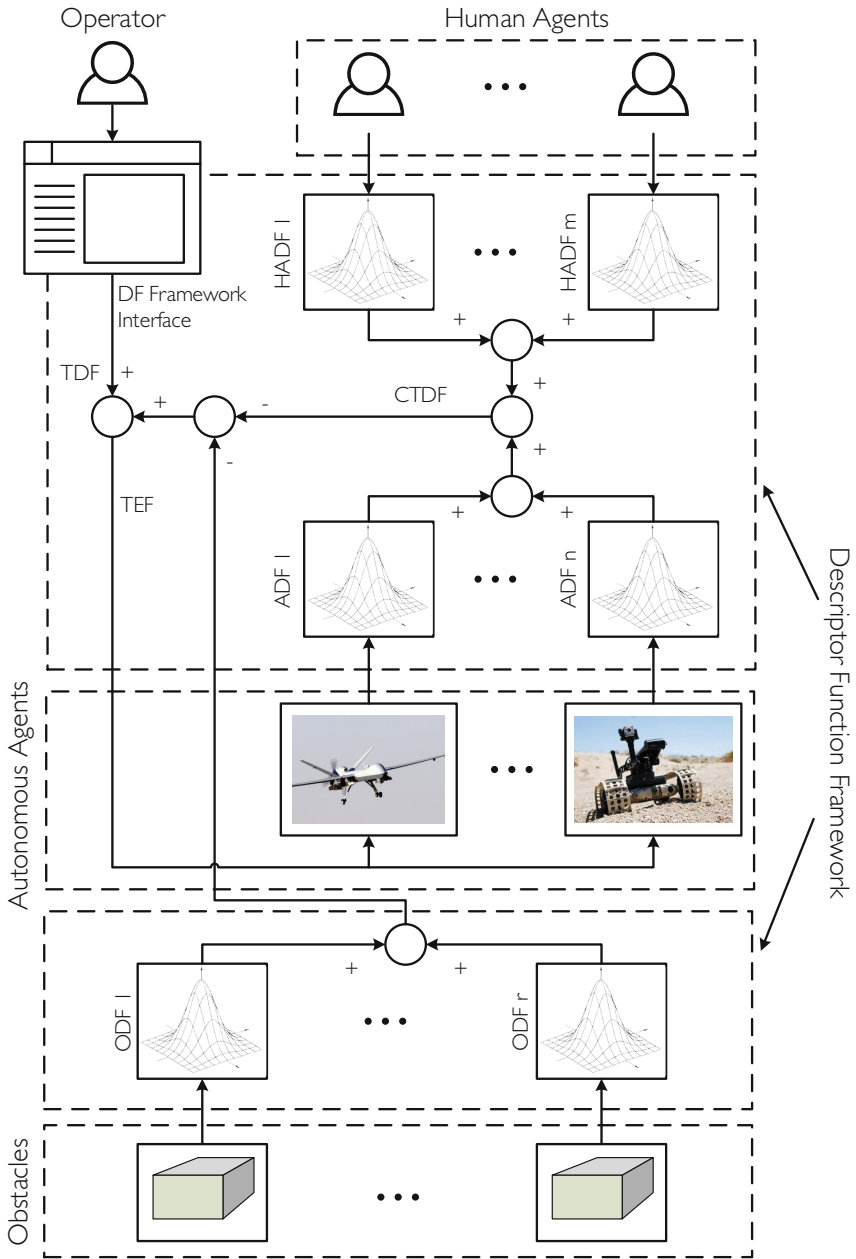 Operator
Human Agents
HADF 1
HADF m
DF Framework
Interface
+
+
TDF
+
+
CTDF
-
+
-
+
TEF
+
+
ADF 1
ADF n
Descriptor Function Framework
Autonomous Agents
+
+
ODF 1
ODF r
Obstacles